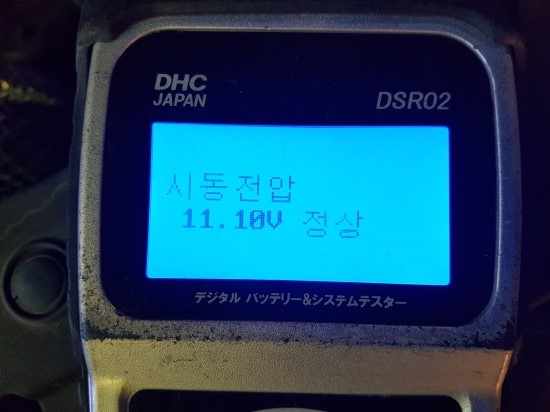 DHC
JAPAN
DSR02
시동전압
11.10V 정상
デジタル バッテリー&システムテスター